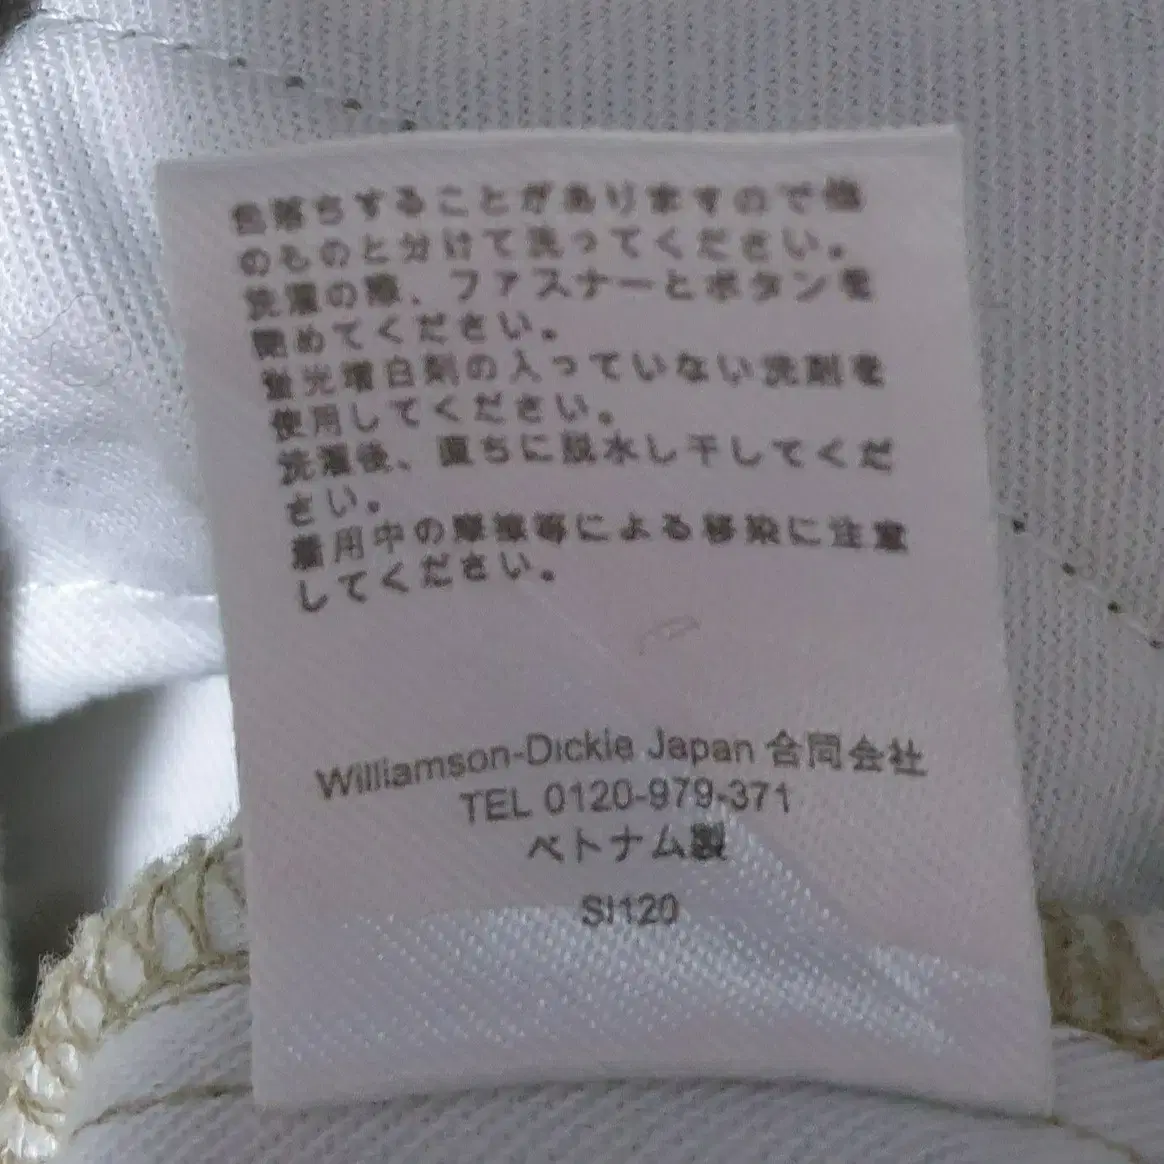 色落ちすることがありますので他
のものと分けて洗ってください。
洗濯の際、ファスナーとボタンを
閉めてください。
蛍光増白剤の入っていない洗剤を
使用してください。
洗濯後、直ちに脱水し干してくだ
さい。
着用中の摩擦等による移染に注意
してください。
Williamson-Dickie Japan 合同会社
TEL 0120-979-371
ベトナム製
SI120